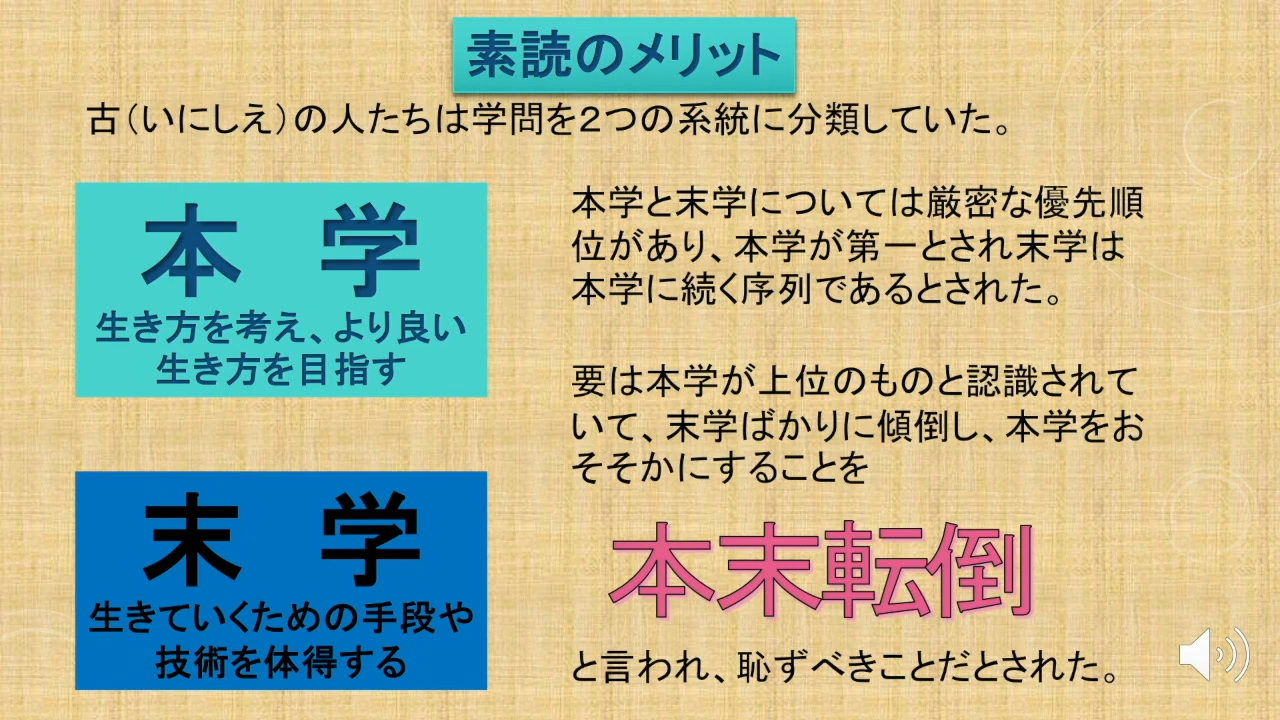 素読のメリット
古（いにしえ）の人たちは学問を２つの系統に分類していた。
本　学
生き方を考え、より良い
生き方を目指す
末　学
生きていくための手段や
技術を体得する
本学と末学については厳密な優先順
位があり、本学が第一とされ末学は
本学に続く序列であるとされた。
要は本学が上位のものと認識されて
いて、末学ばかりに傾倒し、本学をお
そそかにすることを
本末転倒
と言われ、恥ずべきことだとされた。